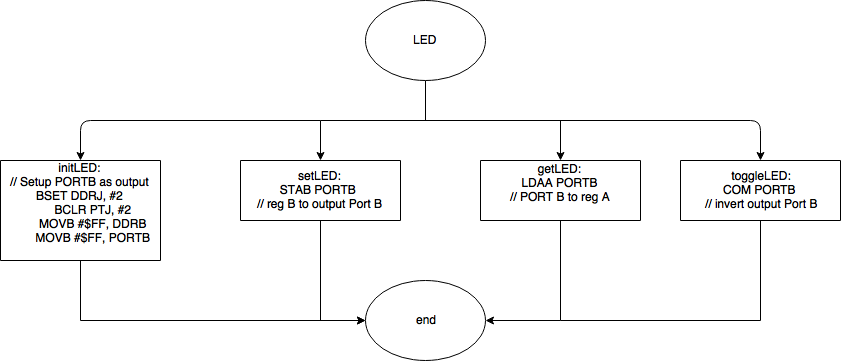 LED
initLED:
// Setup PORTB as output
BSET DDRJ, #2
BCLR PTJ, #2
MOVB #$FF, DDRB
MOVB #$FF, PORTB
setLED:
STAB PORTB
// reg B to output Port B
getLED:
LDAA PORTB
// PORT B to reg A
toggleLED:
COM PORTB
// invert output Port B
end